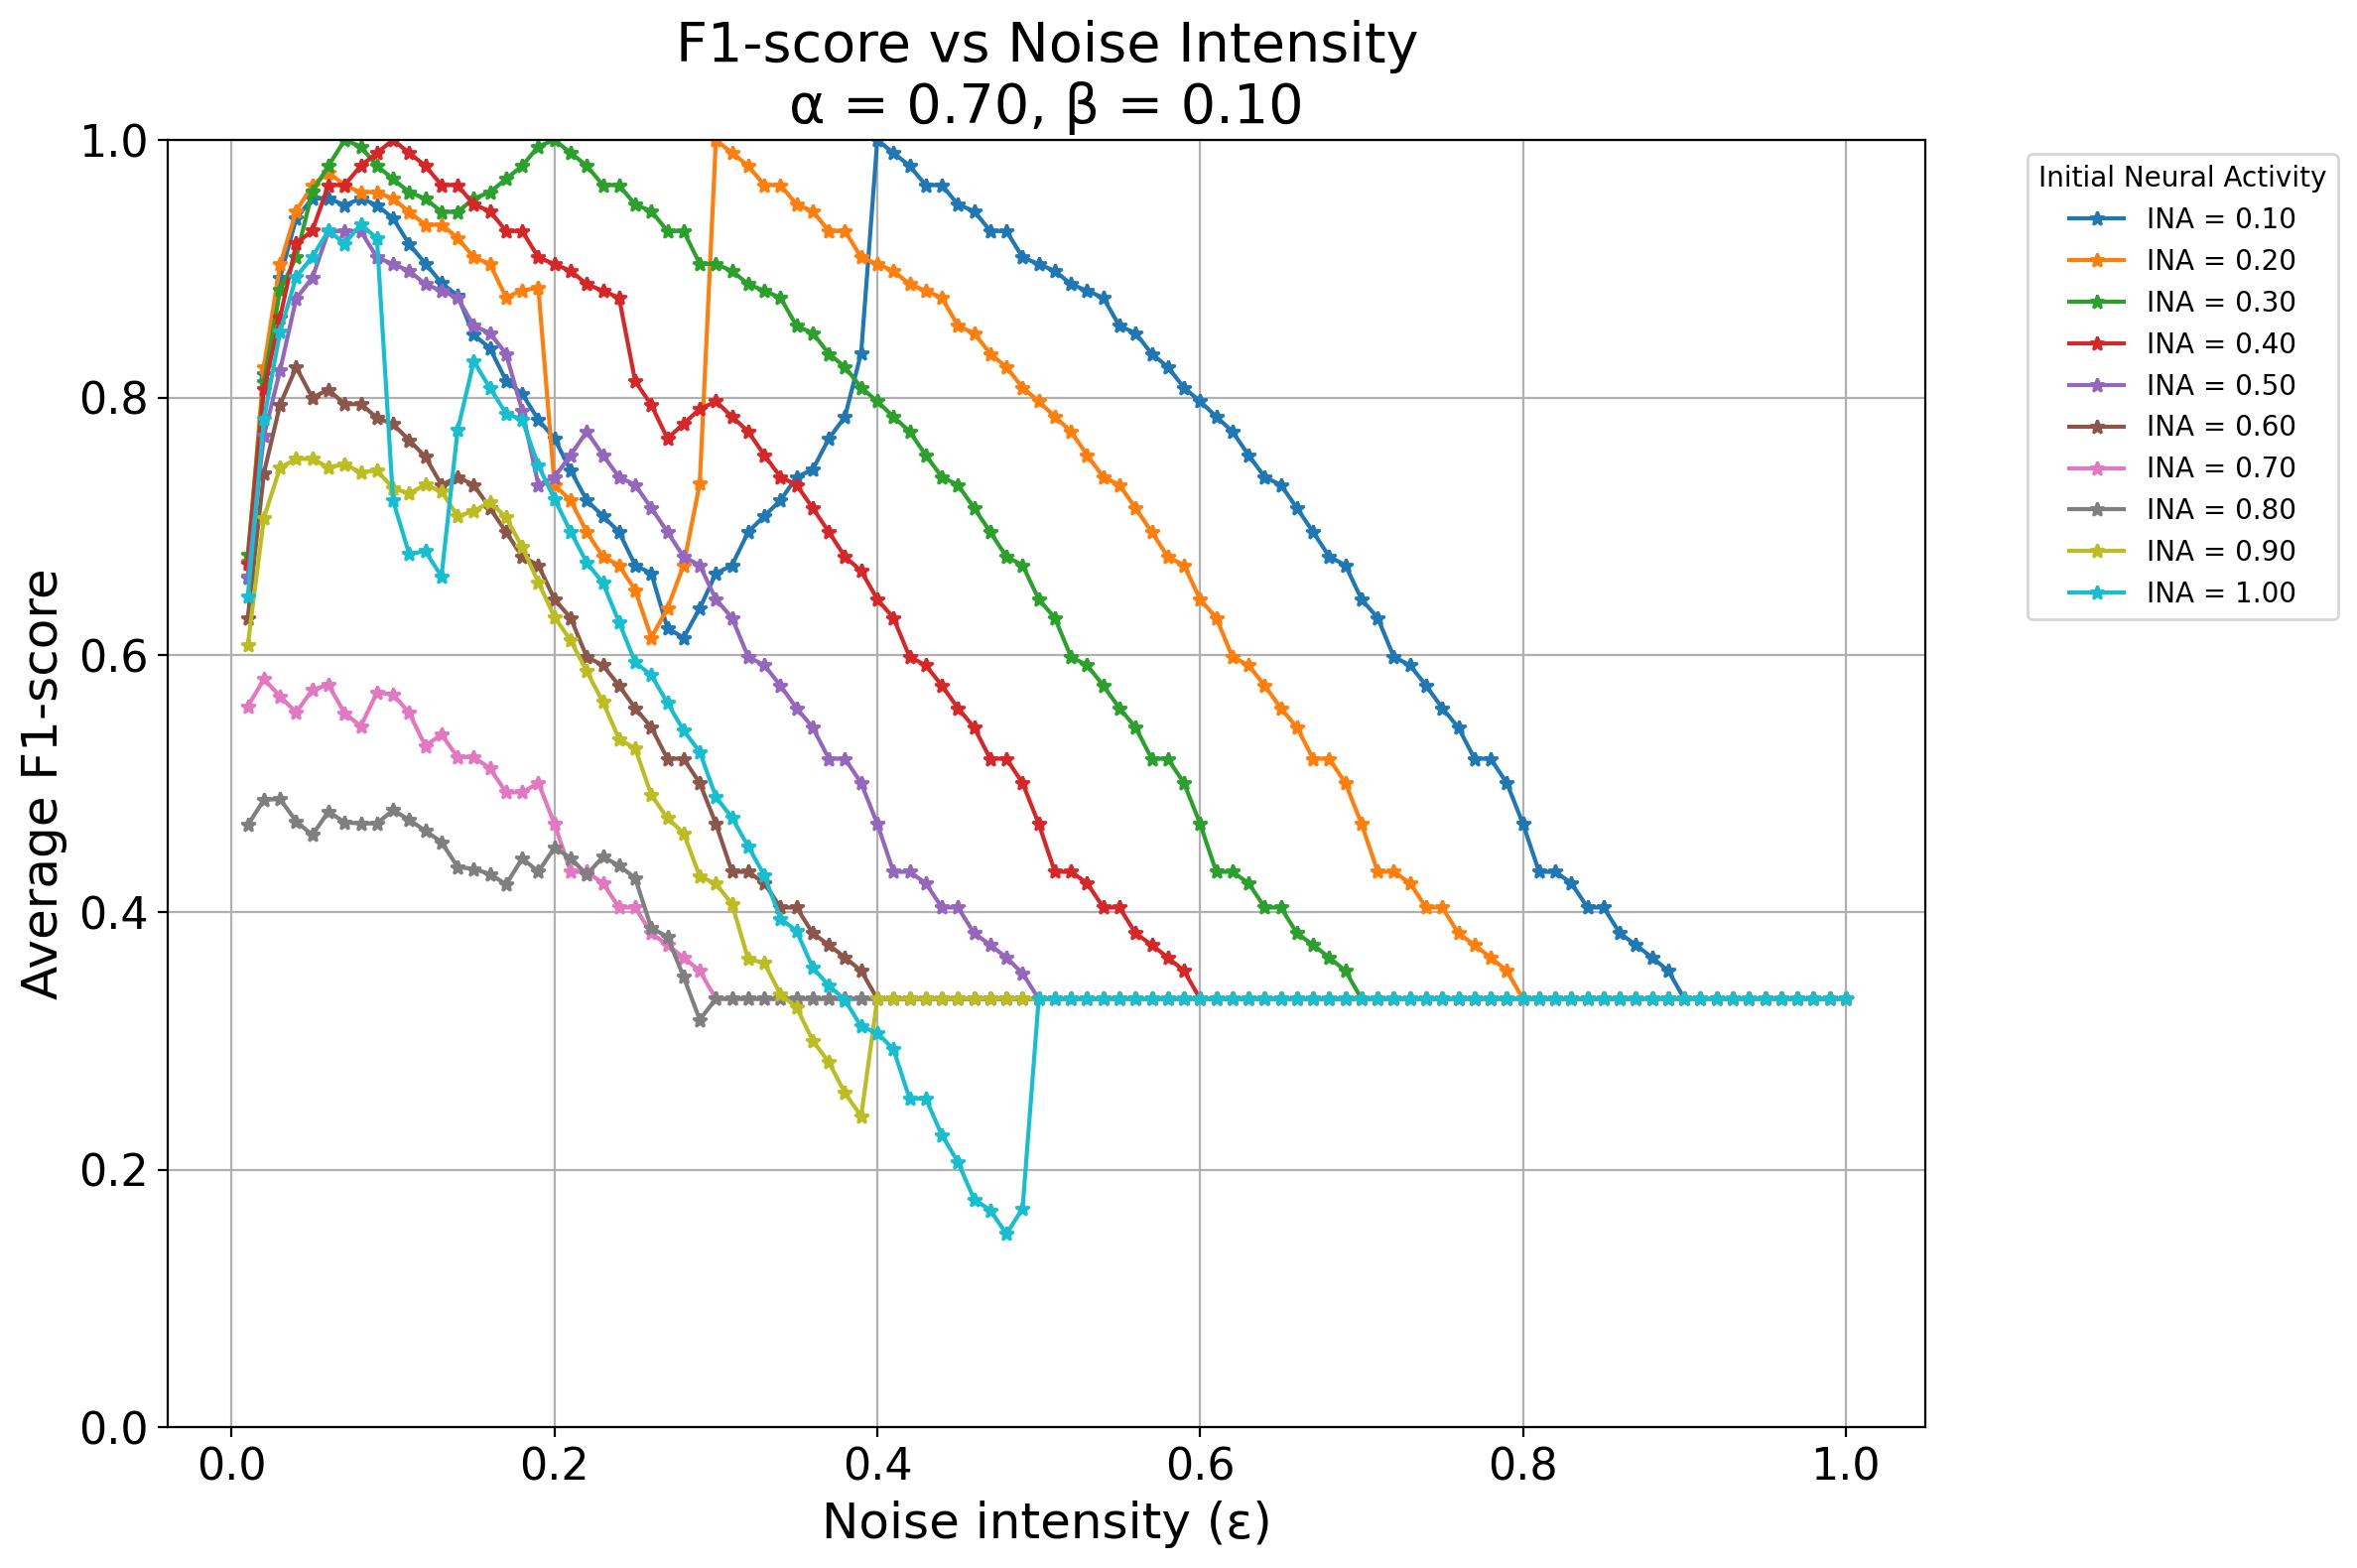 F1-score vs Noise Intensity
α = 0.70, β = 0.10
Average F1-score
1.0
0.8
0.6
0.4
0.2
0.0
0.0 0.2 0.4 0.6 0.8 1.0
Noise intensity (ε)
Initial Neural Activity
INA = 0.10
INA = 0.20
INA = 0.30
INA = 0.40
INA = 0.50
INA = 0.60
INA = 0.70
INA = 0.80
INA = 0.90
INA = 1.00